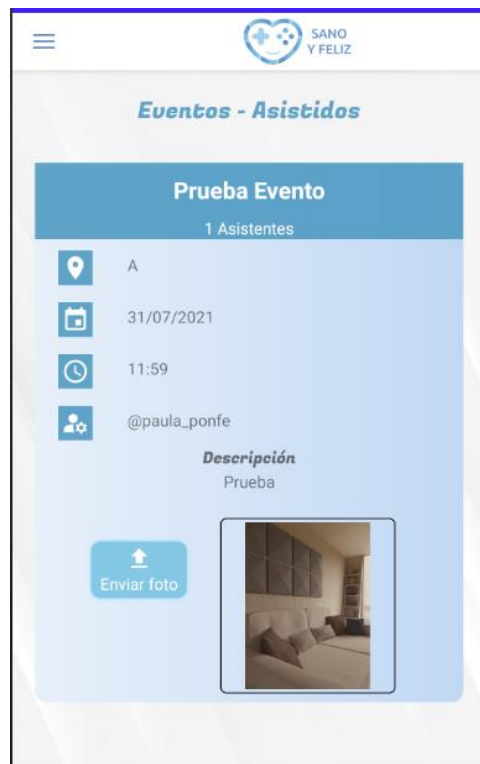 SANO
Y FELIZ
Eventos - Asistidos
Prueba Evento
1 Asistentes
A
31/07/2021
11:59
@paula_ponfe
Descripción
Prueba
Enviar foto